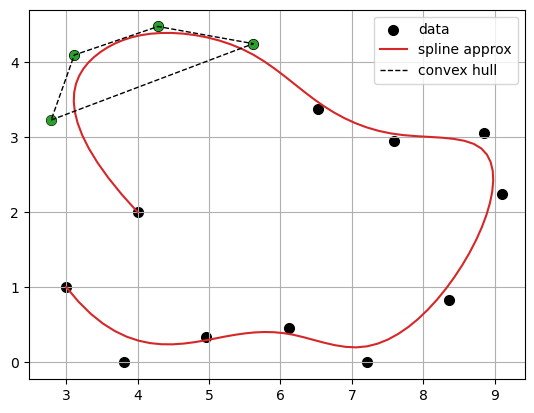 data
spline approx
convex hull
4
3
2
1
0
3 4 5 6 7 8 9